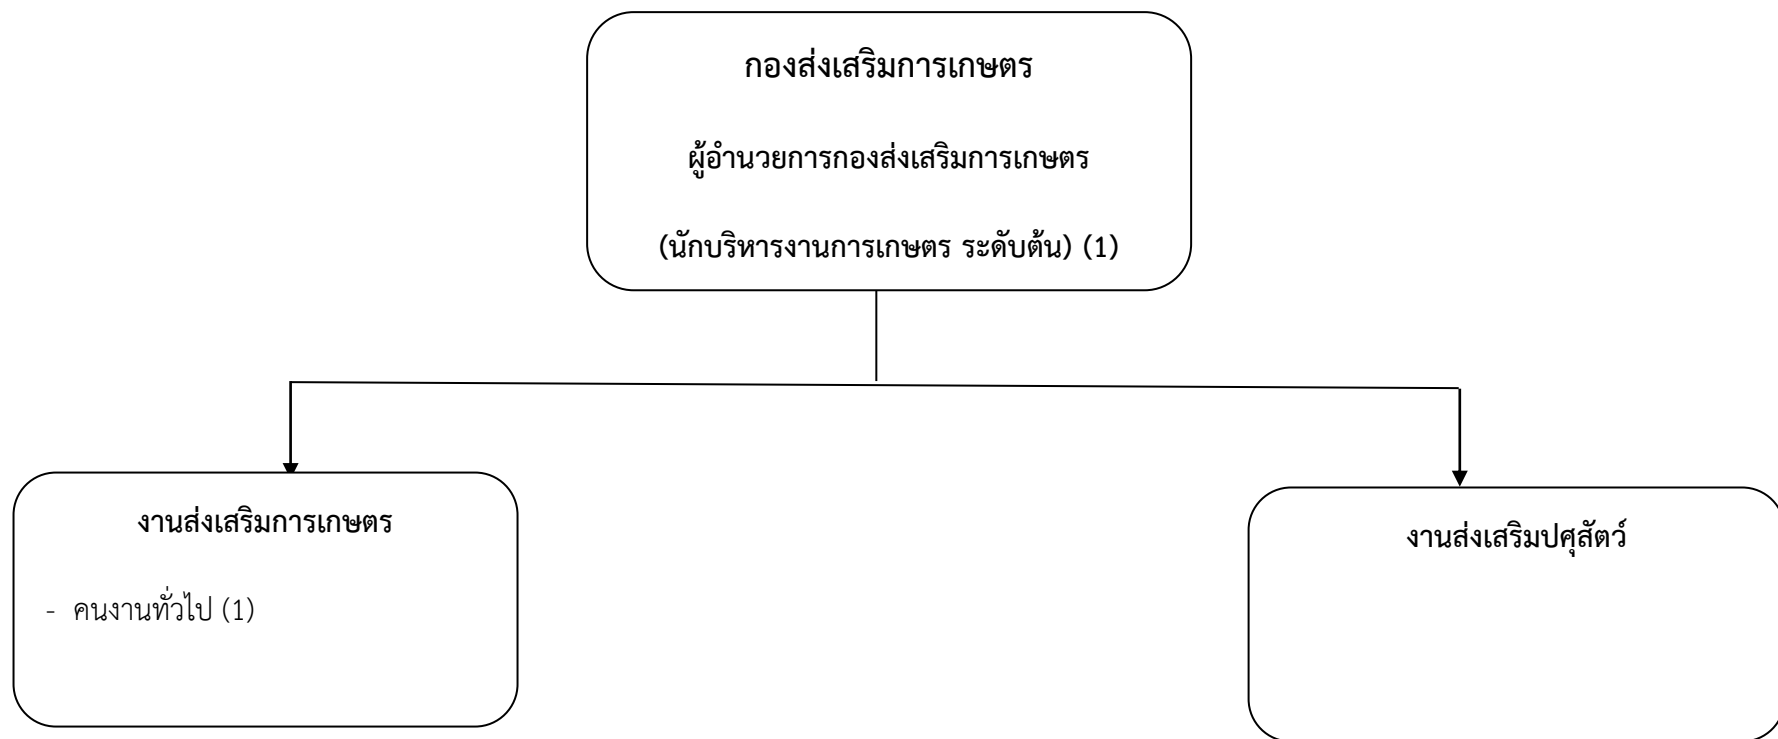 กองส่งเสริมการเกษตร
ผู้อำนวยการกองส่งเสริมการเกษตร
(นักบริหารงานการเกษตร ระดับต้น) (1)
งานส่งเสริมการเกษตร
- คนงานทั่วไป (1)
งานส่งเสริมปศุสัตว์